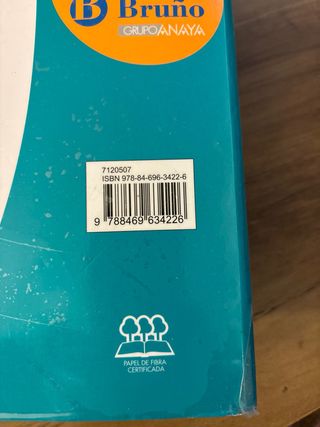 B Bruño
GRUPO ANAYA
7120507
ISBN 978-84-696-3422-6
9 788469 634226
PAPEL DE FIBRA
CERTIFICADA